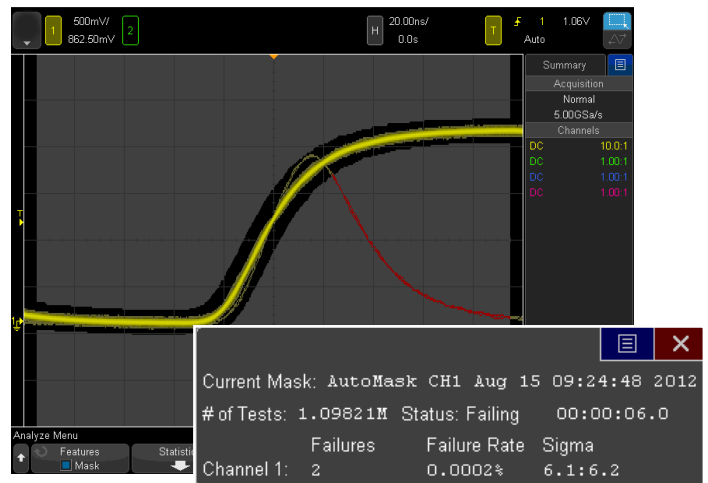 1 500mV/ 2 H 20.00ns/ T 1 1.06V
862.50mV 0.0s Auto
Summary
Acquisition
Normal
5.00GSa/s
Channels
DC 10.0:1
DC 1.00:1
DC 1.00:1
DC 1.00:1
T
1
Current Mask: AutoMask CH1 Aug 15 09:24:48 2012
# of Tests: 1.09821M Status: Failing 00:00:06.0
Failures Failure Rate Sigma
Channel 1: 2 0.0002% 6.1:6.2
Analyze Menu
Features
Mask